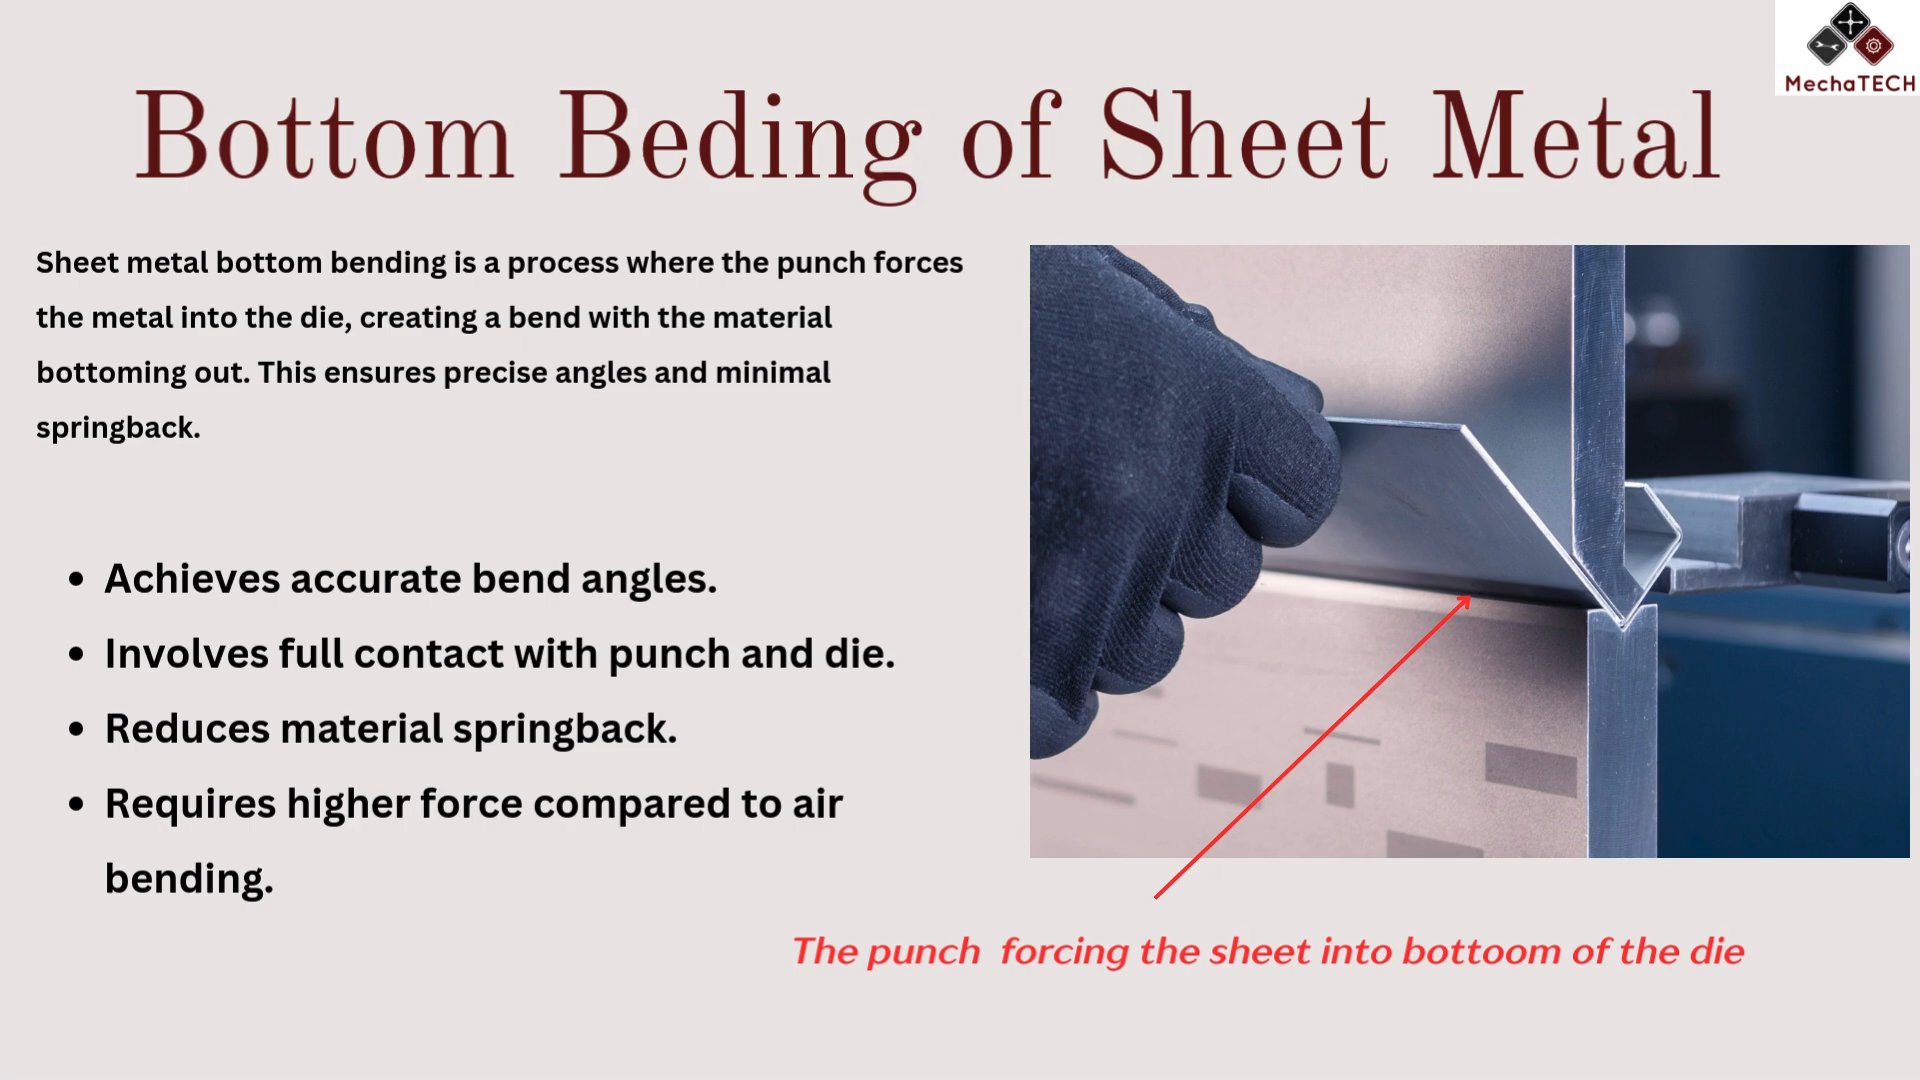 MechaTECH
Bottom Beding of Sheet Metal
Sheet metal bottom bending is a process where the punch forces
the metal into the die, creating a bend with the material
bottoming out. This ensures precise angles and minimal
springback.
• Achieves accurate bend angles.
• Involves full contact with punch and die.
• Reduces material springback.
• Requires higher force compared to air
bending.
The punch forcing the sheet into bottoom of the die